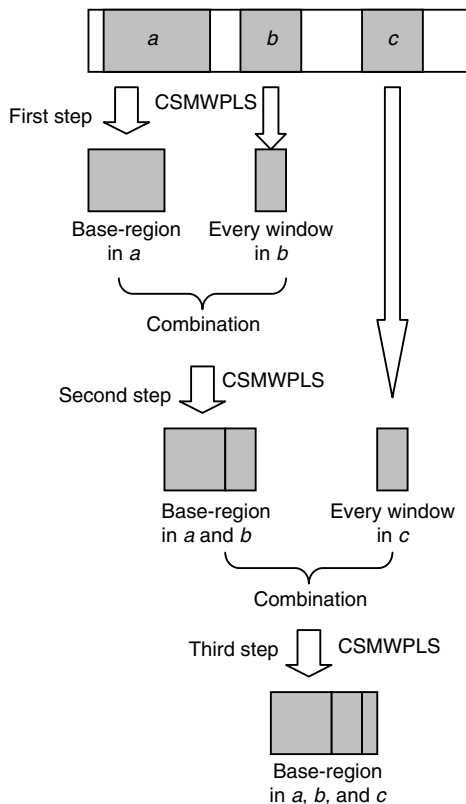 a b c
First step CSMWPLS
Base-region
in a
Every window
in b
Combination
Second step CSMWPLS
Base-region
in a and b
Every window
in c
Combination
Third step CSMWPLS
Base-region
in a, b, and c